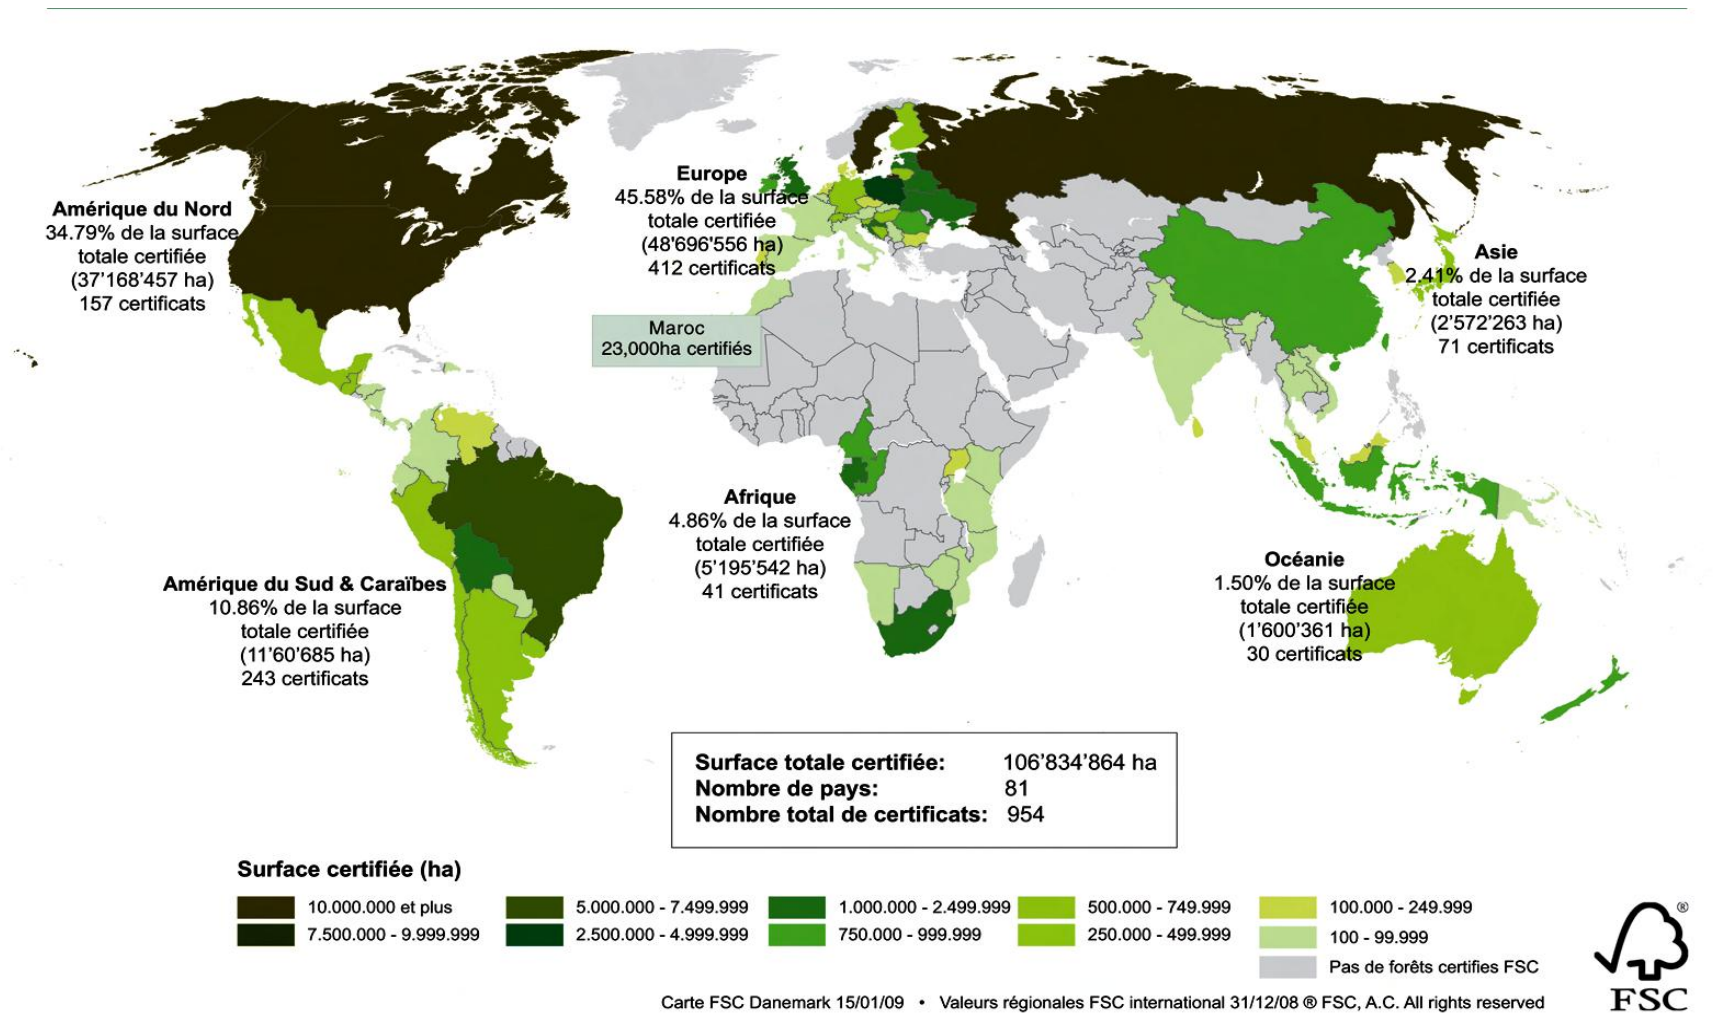 Amérique du Nord
34.79% de la surface
totale certifiée
(37'168'457 ha)
157 certificats
Europe
45.58% de la surface
totale certifiée
(48'696'556 ha)
412 certificats
Asie
2.41% de la surface
totale certifiée
(2'572'263 ha)
71 certificats
Maroc
23,000ha certifiés
Afrique
4.86% de la surface
totale certifiée
(5'195'542 ha)
41 certificats
Amérique du Sud & Caraïbes
10.86% de la surface
totale certifiée
(11'60'685 ha)
243 certificats
Océanie
1.50% de la surface
totale certifiée
(1'600'361 ha)
30 certificats
Surface totale certifiée: 106'834'864 ha
Nombre de pays: 81
Nombre total de certificats: 954
Surface certifiée (ha)
10.000.000 et plus
7.500.000 - 9.999.999
5.000.000 - 7.499.999
2.500.000 - 4.999.999
1.000.000 - 2.499.999
750.000 - 999.999
500.000 - 749.999
250.000 - 499.999
100.000 - 249.999
100 - 99.999
Pas de forêts certifies FSC
®
FSC
Carte FSC Danemark 15/01/09 • Valeurs régionales FSC international 31/12/08 ® FSC, A.C. All rights reserved